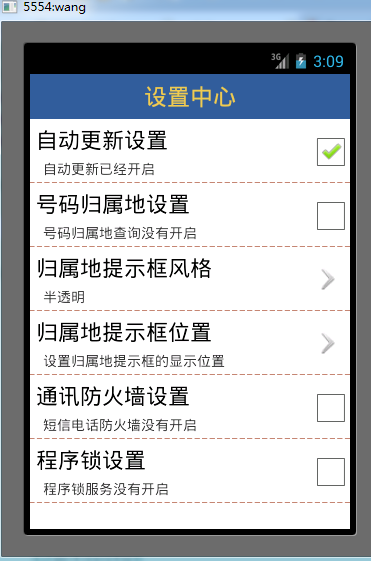 5554:wang
3G 3:09
设置中心
自动更新设置
自动更新已经开启
号码归属地设置
号码归属地查询没有开启
归属地提示框风格
半透明
归属地提示框位置
设置归属地提示框的显示位置
通讯防火墙设置
短信电话防火墙没有开启
程序锁设置
程序锁服务没有开启